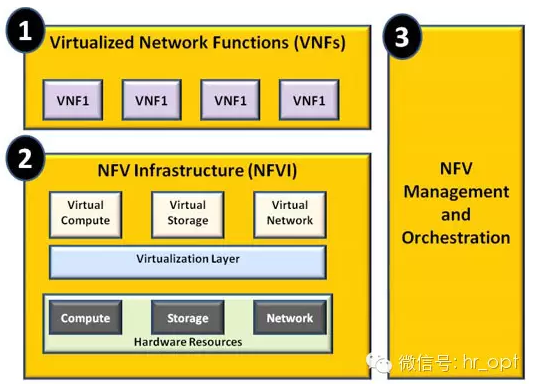 1
Virtualized Network Functions (VNFs)
VNF1
VNF1
VNF1
VNF1
2
NFV Infrastructure (NFVI)
Virtual
Compute
Virtual
Storage
Virtual
Network
Virtualization Layer
Compute
Storage
Network
Hardware Resources
3
NFV
Management
and
Orchestration
微信号: hr_opf